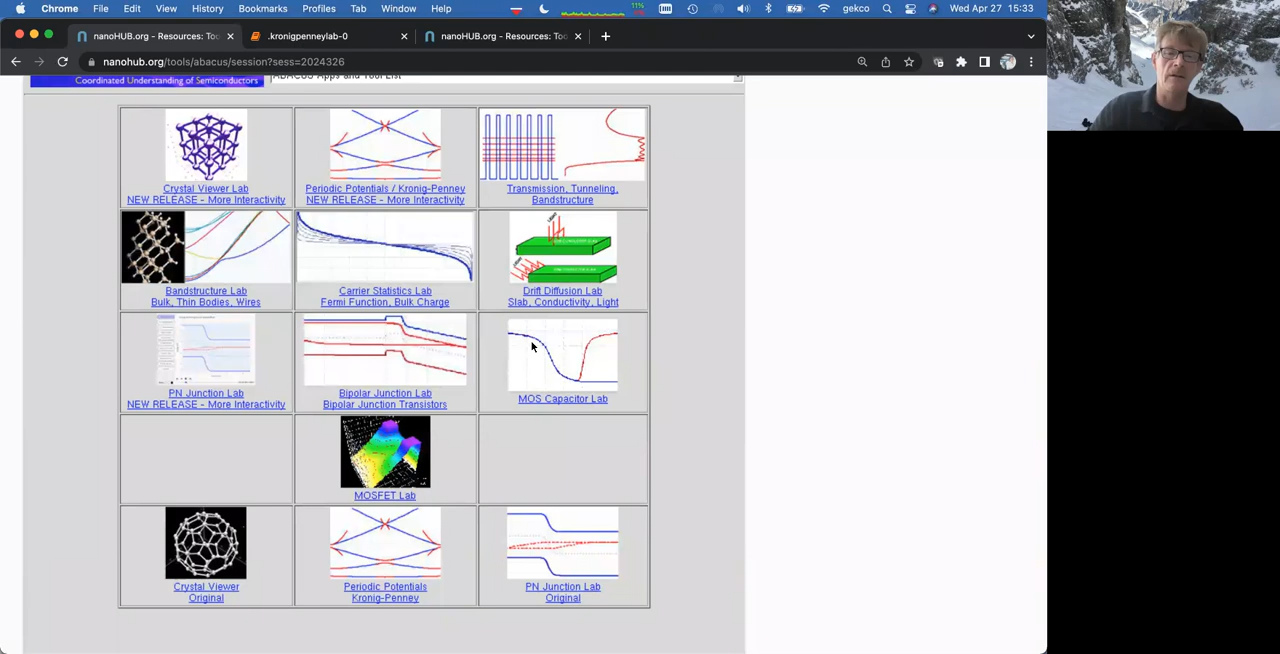 Chrome File Edit View History Bookmarks Profiles Tab Window Help 11% gekco Wed Apr 27 15:33
nanoHUB.org - Resources: Too .kronigpenneylab-0 nanoHUB.org - Resources: Too
nanohub.org/tools/abacus/session?sess=2024326
Coordinated Understanding of Semiconductors ABACUS Apps and Tool List
Crystal Viewer Lab
NEW RELEASE - More Interactivity
Periodic Potentials / Kronig-Penney
NEW RELEASE - More Interactivity
Transmission, Tunneling,
Bandstructure
Bandstructure Lab
Bulk, Thin Bodies, Wires
Carrier Statistics Lab
Fermi Function, Bulk Charge
Drift Diffusion Lab
Slab, Conductivity, Light
PN Junction Lab
NEW RELEASE - More Interactivity
Bipolar Junction Lab
Bipolar Junction Transistors
MOS Capacitor Lab
MOSFET Lab
Crystal Viewer
Original
Periodic Potentials
Kronig-Penney
PN Junction Lab
Original